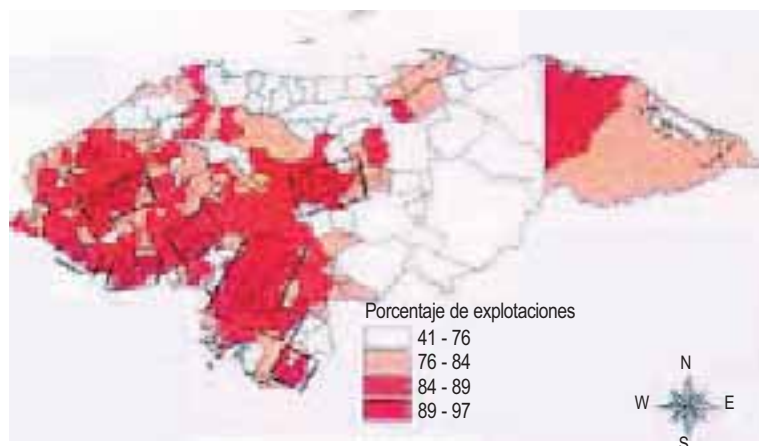 Porcentaje de explotaciones
41 - 76
76 - 84
84 - 89
89 - 97
N
W E
S